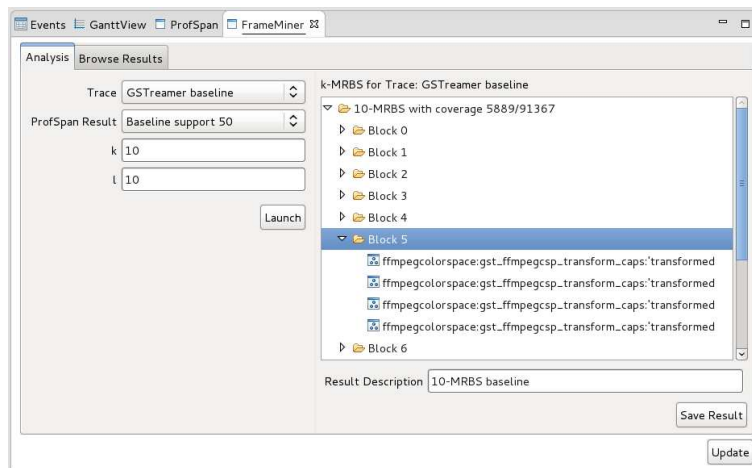 Events GanttView ProfSpan FrameMiner
Analysis Browse Results
Trace GSTreamer baseline
ProfSpan Result Baseline support 50
k 10
l 10
Launch
k-MRBS for Trace: GSTreamer baseline
10-MRBS with coverage 5889/91367
Block 0
Block 1
Block 2
Block 3
Block 4
Block 5
ffmpegcolorspace:gst_ffmpegcsp_transform_caps:'transformed
ffmpegcolorspace:gst_ffmpegcsp_transform_caps:'transformed
ffmpegcolorspace:gst_ffmpegcsp_transform_caps:'transformed
ffmpegcolorspace:gst_ffmpegcsp_transform_caps:'transformed
Block 6
Result Description 10-MRBS baseline
Save Result
Update